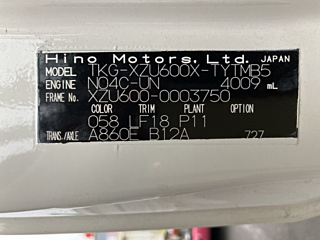 Hino Motors, Ltd. JAPAN
MODEL TKG-XZU600X-TYTMB5
ENGINE N04C-UN 4009 mL
FRAME No. XZU600-0003750
COLOR TRIM PLANT OPTION
058 LF18 P11
TRANS/AXLE A860E B12A 727